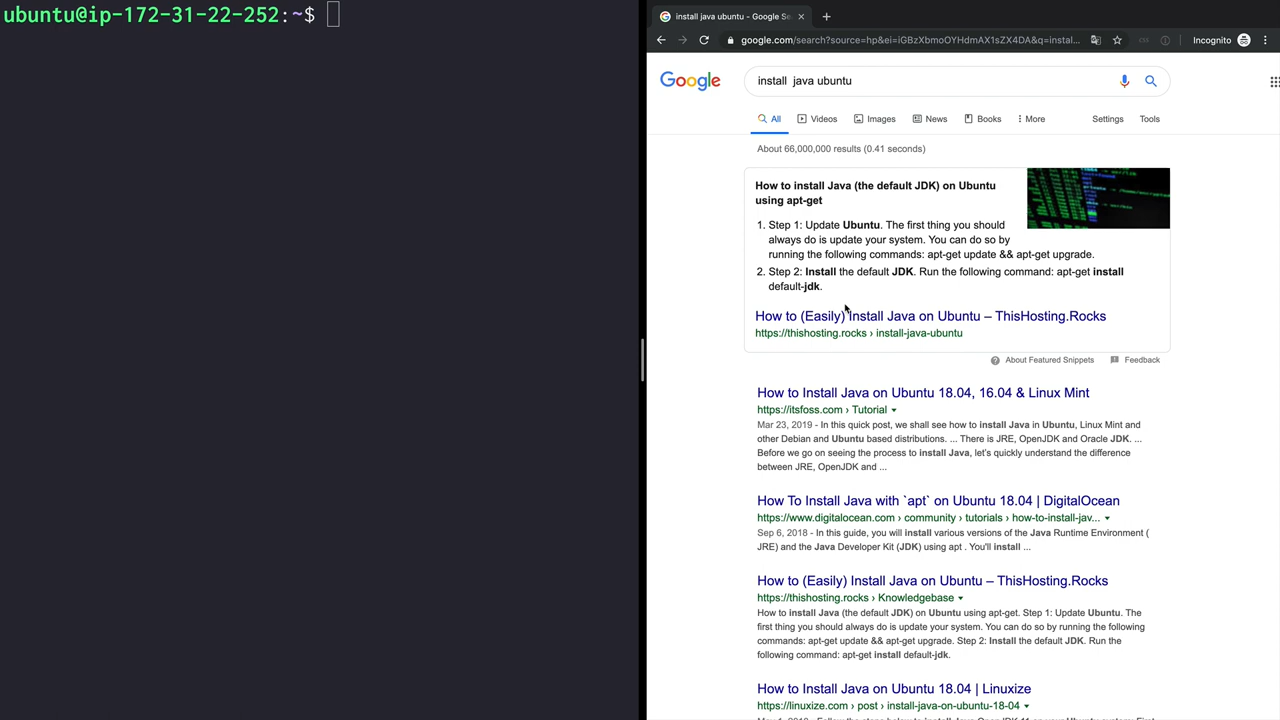 ubuntu@ip-172-31-22-252:~$
install java ubuntu - Google Se
google.com/search?source=hp&ei=iGBzXbmoOYHdmAX1sZX4DA&q=instal...
Incognito
Google
install  java ubuntu
All
Videos
Images
News
Books
More
Settings
Tools
About 66,000,000 results (0.41 seconds)
How to install Java (the default JDK) on Ubuntu
using apt-get
1. Step 1: Update Ubuntu. The first thing you should
always do is update your system. You can do so by
running the following commands: apt-get update && apt-get upgrade.
2. Step 2: Install the default JDK. Run the following command: apt-get install
default-jdk.
How to (Easily) Install Java on Ubuntu – ThisHosting.Rocks
https://thishosting.rocks › install-java-ubuntu
About Featured Snippets
Feedback
How to Install Java on Ubuntu 18.04, 16.04 & Linux Mint
https://itsfoss.com › Tutorial
Mar 23, 2019 - In this quick post, we shall see how to install Java in Ubuntu, Linux Mint and
other Debian and Ubuntu based distributions. ... There is JRE, OpenJDK and Oracle JDK. ...
Before we go on seeing the process to install Java, let's quickly understand the difference
between JRE, OpenJDK and ...
How To Install Java with `apt` on Ubuntu 18.04 | DigitalOcean
https://www.digitalocean.com › community › tutorials › how-to-install-jav...
Sep 6, 2018 - In this guide, you will install various versions of the Java Runtime Environment (
JRE) and the Java Developer Kit (JDK) using apt . You'll install ...
How to (Easily) Install Java on Ubuntu – ThisHosting.Rocks
https://thishosting.rocks › Knowledgebase
How to install Java (the default JDK) on Ubuntu using apt-get. Step 1: Update Ubuntu. The
first thing you should always do is update your system. You can do so by running the following
commands: apt-get update && apt-get upgrade. Step 2: Install the default JDK. Run the
following command: apt-get install default-jdk.
How to Install Java on Ubuntu 18.04 | Linuxize
https://linuxize.com › post › install-java-on-ubuntu-18-04